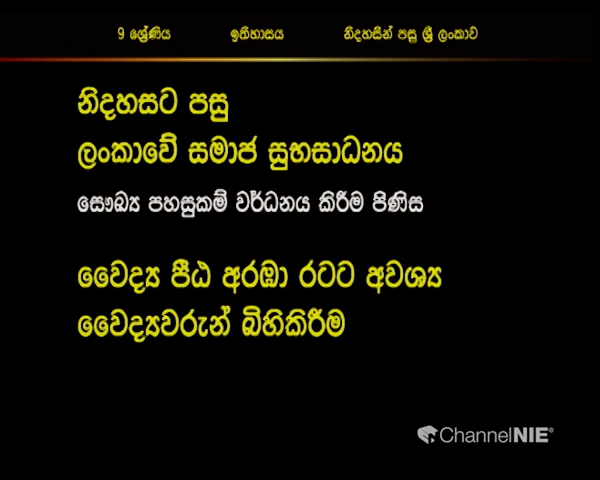 9 ශ්‍රේණිය ඉතිහාසය නිදහසින් පසු ශ්‍රී ලංකාව
නිදහසට පසු
ලංකාවේ සමාජ සුභසාධනය
සෞඛ්‍ය පහසුකම් වර්ධනය කිරීම පිණිස
වෛද්‍ය පීඨ අරඹා රටට අවශ්‍ය
වෛද්‍යවරුන් බිහිකිරීම
ChannelNIE®